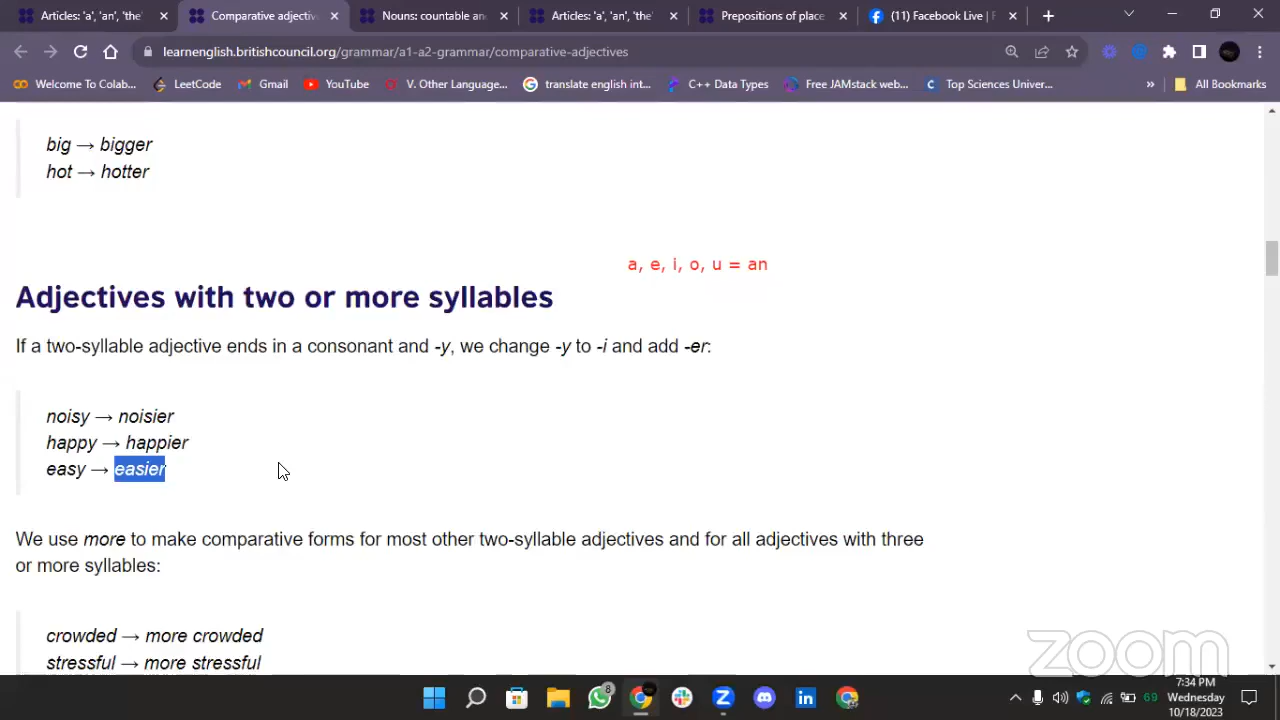 Articles: 'a', 'an', 'the'
Comparative adjectiv
Nouns: countable an
Articles: 'a', 'an', 'the'
Prepositions of place
(11) Facebook Live | F
learnenglish.britishcouncil.org/grammar/a1-a2-grammar/comparative-adjectives
Welcome To Colab...
LeetCode
Gmail
YouTube
V. Other Language...
translate english int...
C++ Data Types
Free JAMstack web...
Top Sciences Univer...
»
All Bookmarks
big → bigger
hot → hotter
a, e, i, o, u = an
Adjectives with two or more syllables
If a two-syllable adjective ends in a consonant and -y, we change -y to -i and add -er:
noisy → noisier
happy → happier
easy → easier
We use more to make comparative forms for most other two-syllable adjectives and for all adjectives with three
or more syllables:
crowded → more crowded
stressful → more stressful
zoom
8
69
7:34 PM
Wednesday
10/18/2023